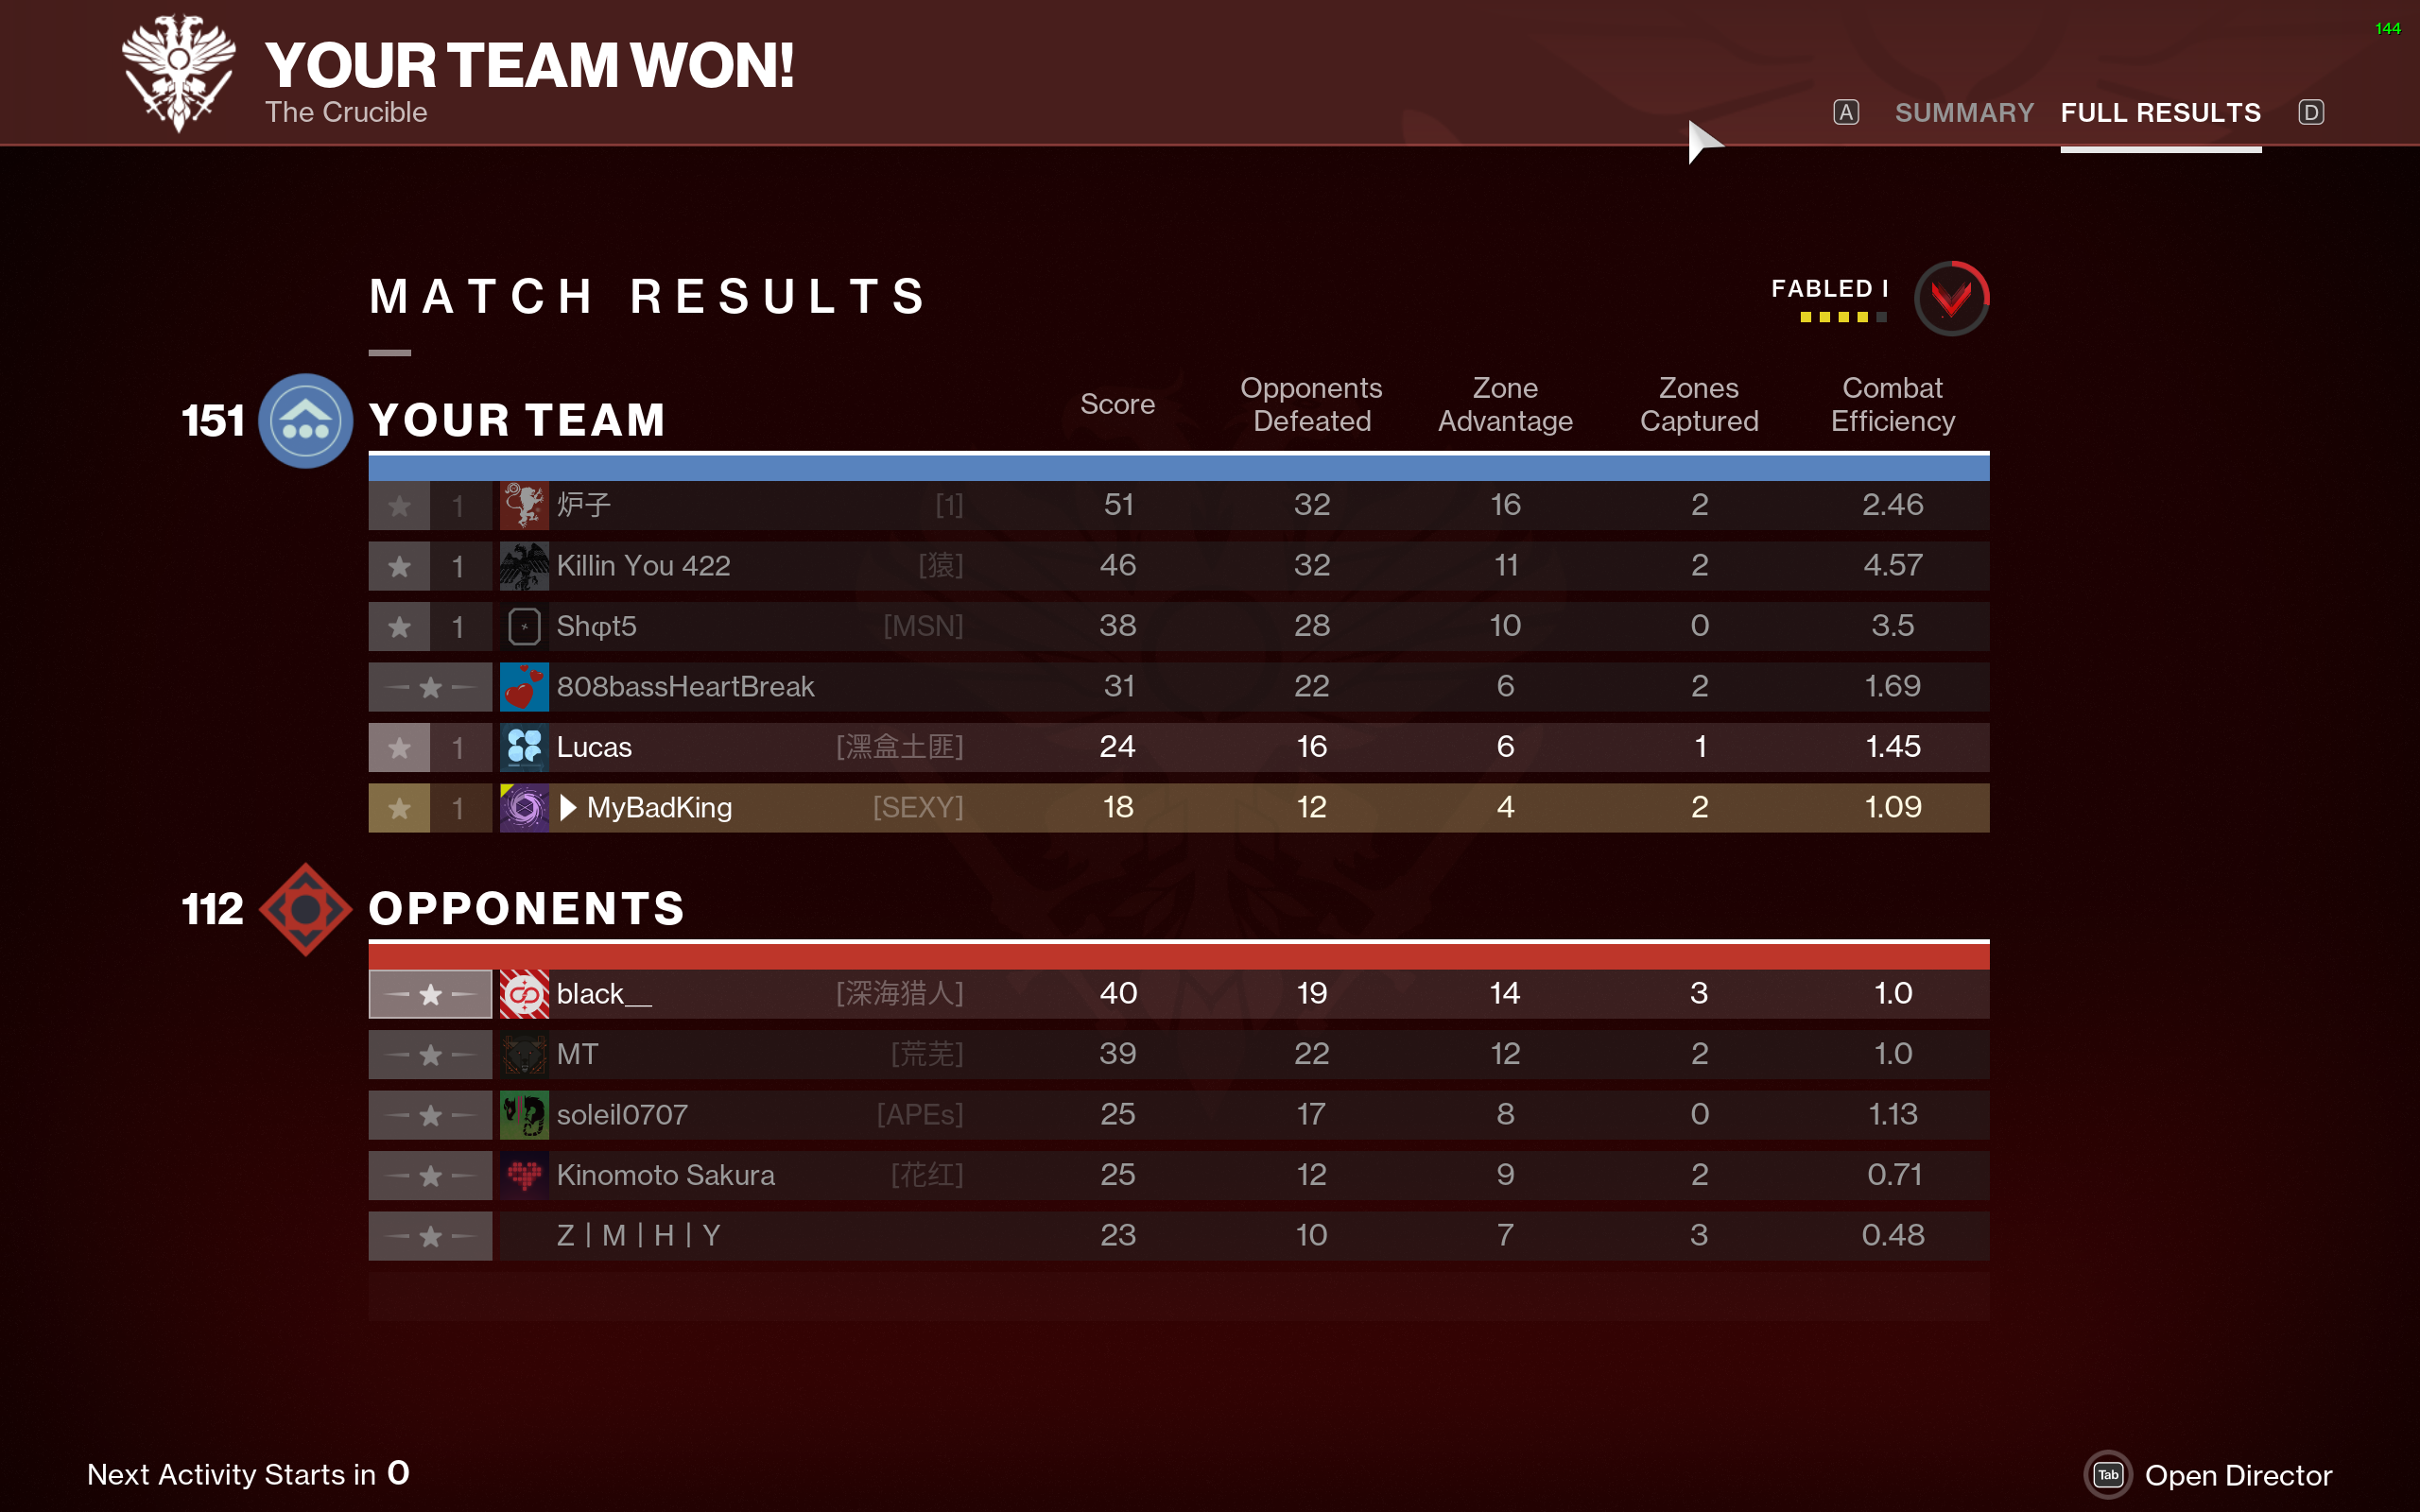 144
YOUR TEAM WON!
The Crucible
A SUMMARY FULL RESULTS D
MATCH RESULTS
FABLED I
151 YOUR TEAM Score Opponents Defeated Zone Advantage Zones Captured Combat Efficiency
1 炉子 [1] 51 32 16 2 2.46
1 Killin You 422 [猿] 46 32 11 2 4.57
1 Shφt5 [MSN] 38 28 10 0 3.5
808bassHeartBreak 31 22 6 2 1.69
1 Lucas [潶盒土匪] 24 16 6 1 1.45
1 MyBadKing [SEXY] 18 12 4 2 1.09
112 OPPONENTS
black__ [深海猎人] 40 19 14 3 1.0
MT [荒芜] 39 22 12 2 1.0
soleil0707 [APEs] 25 17 8 0 1.13
Kinomoto Sakura [花红] 25 12 9 2 0.71
Z | M | H | Y 23 10 7 3 0.48
Next Activity Starts in 0
Tab Open Director